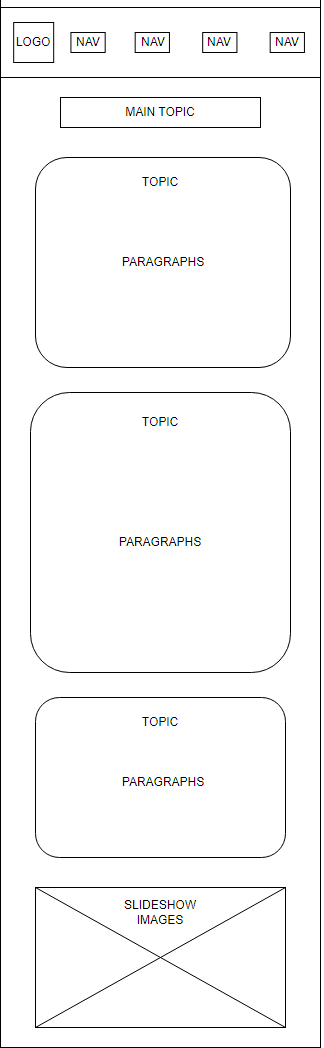 LOGO NAV NAV NAV NAV
MAIN TOPIC
TOPIC
PARAGRAPHS
TOPIC
PARAGRAPHS
TOPIC
PARAGRAPHS
SLIDESHOW
IMAGES